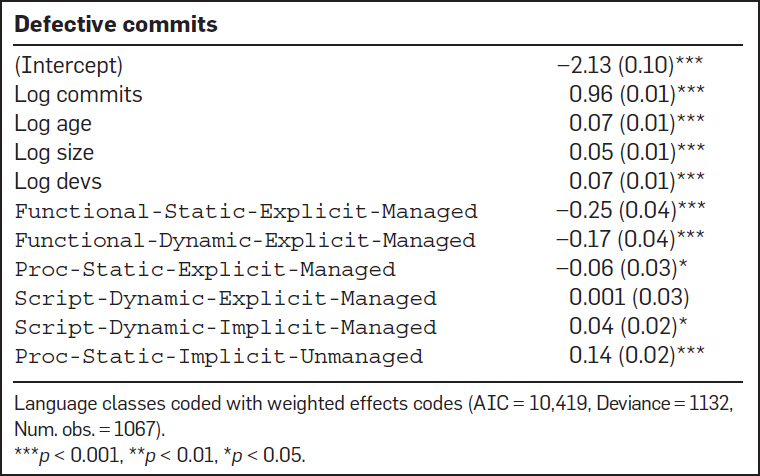 Defective commits
(Intercept) −2.13 (0.10)***
Log commits 0.96 (0.01)***
Log age 0.07 (0.01)***
Log size 0.05 (0.01)***
Log devs 0.07 (0.01)***
Functional-Static-Explicit-Managed −0.25 (0.04)***
Functional-Dynamic-Explicit-Managed −0.17 (0.04)***
Proc-Static-Explicit-Managed −0.06 (0.03)*
Script-Dynamic-Explicit-Managed 0.001 (0.03)
Script-Dynamic-Implicit-Managed 0.04 (0.02)*
Proc-Static-Implicit-Unmanaged 0.14 (0.02)***
Language classes coded with weighted effects codes (AIC = 10,419, Deviance = 1132,
Num. obs. = 1067).
***p < 0.001, **p < 0.01, *p < 0.05.